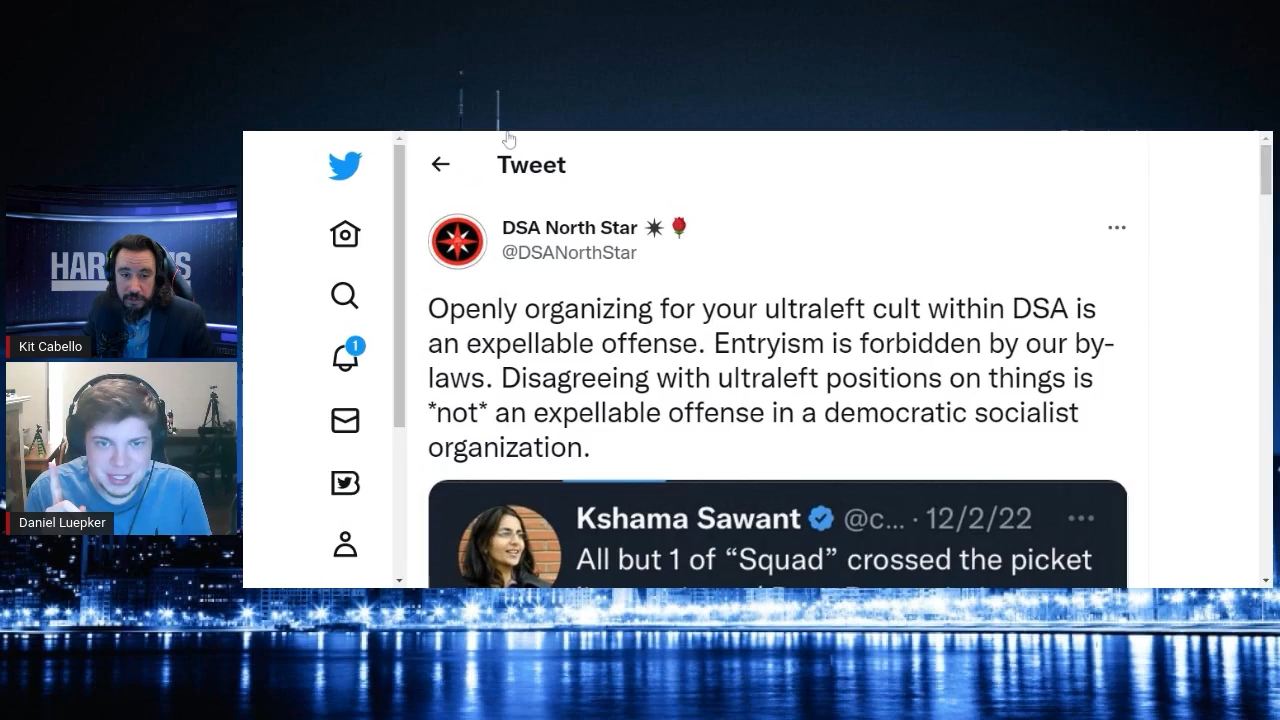 Tweet
DSA North Star
@DSANorthStar
Openly organizing for your ultraleft cult within DSA is
an expellable offense. Entryism is forbidden by our by-
laws. Disagreeing with ultraleft positions on things is
*not* an expellable offense in a democratic socialist
organization.
Kshama Sawant @c... · 12/2/22
All but 1 of “Squad” crossed the picket
1
HAR
S
Kit Cabello
Daniel Luepker